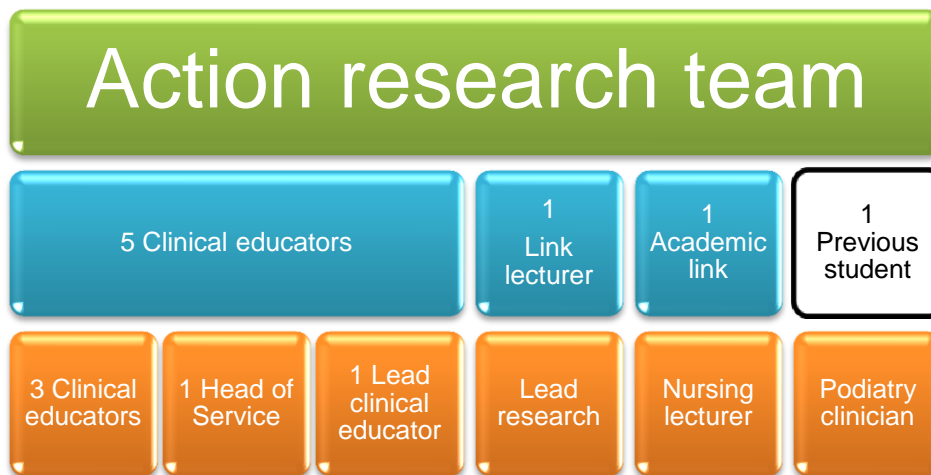 Action research team
5 Clinical educators
1
Link
lecturer
1
Academic
link
1
Previous
student
3 Clinical
educators
1 Head of
Service
1 Lead
clinical
educator
Lead
research
Nursing
lecturer
Podiatry
clinician